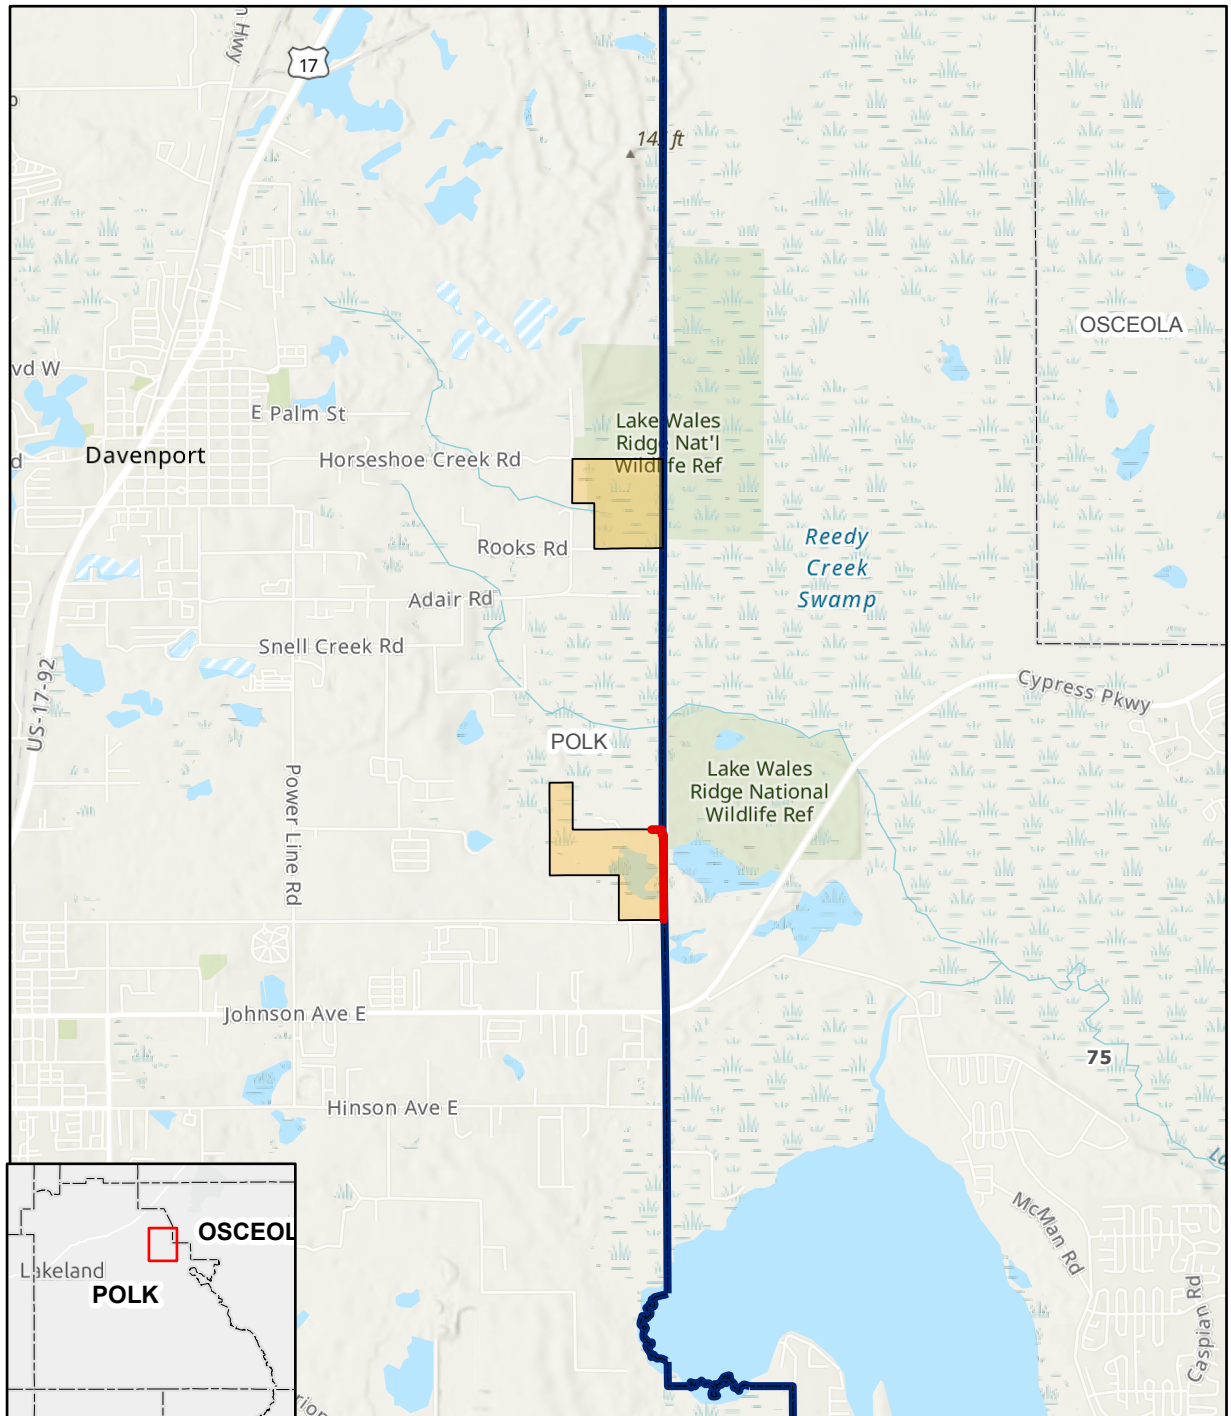 n Hwy
17
ft
OSCEOLA
vd W
E Palm St
Lake Wales
Ridge Nat'l
Wildlife Ref
Davenport
d
Horseshoe Creek Rd
Rooks Rd
Reedy
Creek
Swamp
Adair Rd
Snell Creek Rd
US-17-92
Cypress Pkwy
POLK
Power Line Rd
Lake Wales
Ridge National
Wildlife Ref
Johnson Ave E
75
Hinson Ave E
McMan Rd
Caspian Rd
OSCEOL
Lakeland
POLK